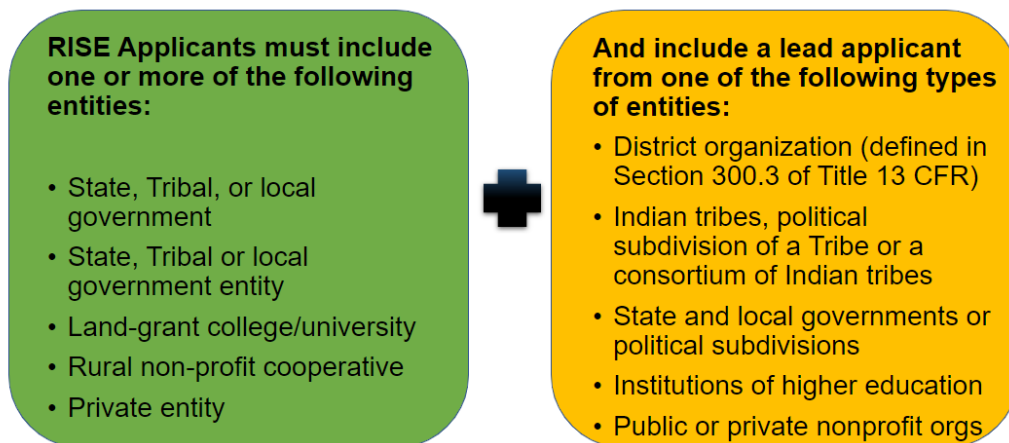 RISE Applicants must include
one or more of the following
entities:
• State, Tribal, or local
government
• State, Tribal or local
government entity
• Land-grant college/university
• Rural non-profit cooperative
• Private entity
And include a lead applicant
from one of the following types
of entities:
• District organization (defined in
Section 300.3 of Title 13 CFR)
• Indian tribes, political
subdivision of a Tribe or a
consortium of Indian tribes
• State and local governments or
political subdivisions
• Institutions of higher education
• Public or private nonprofit orgs